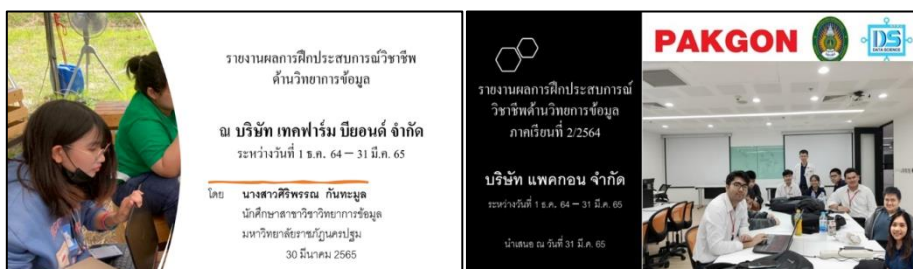 รายงานผลการฝึกประสบการณ์วิชาชีพ
ด้านวิทยาการข้อมูล
ณ บริษัท เทคฟาร์ม บียอนด์ จำกัด
ระหว่างวันที่ 1 ธ.ค. 64 – 31 มี.ค. 65
โดย นางสาวศิริพรรณ กันทะมูล
นักศึกษาสาขาวิชาวิทยาการข้อมูล
มหาวิทยาลัยราชภัฏนครปฐม
30 มีนาคม 2565
รายงานผลการฝึกประสบการณ์
วิชาชีพด้านวิทยการข้อมูล
ภาคเรียนที่ 2/2564
บริษัท แพคกอน จำกัด
ระหว่างวันที่ 1 ธ.ค. 64 – 31 มี.ค. 65
นำเสนอ ณ วันที่ 31 มี.ค. 65
PAKGON
DS
DATA SCIENCE